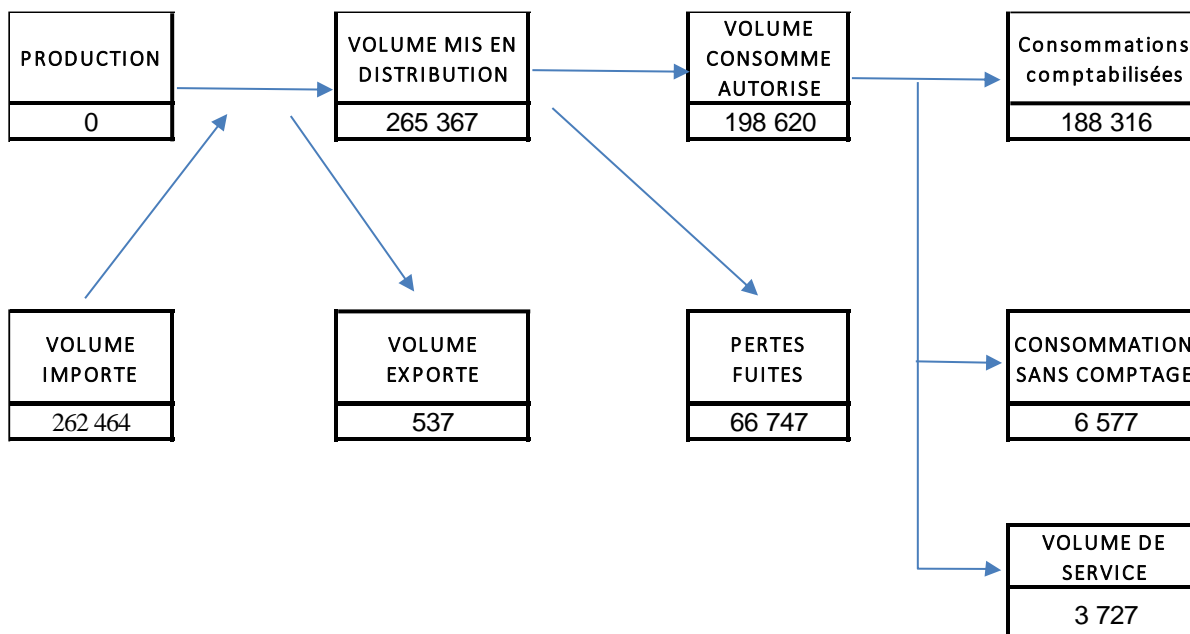 PRODUCTION
0
VOLUME MIS EN
DISTRIBUTION
265 367
VOLUME
CONSOMME
AUTORISE
198 620
Consommations
comptabilisées
188 316
VOLUME
IMPORTE
262 464
VOLUME
EXPORTE
537
PERTES
FUITES
66 747
CONSOMMATION
SANS COMPTAGE
6 577
VOLUME DE
SERVICE
3 727